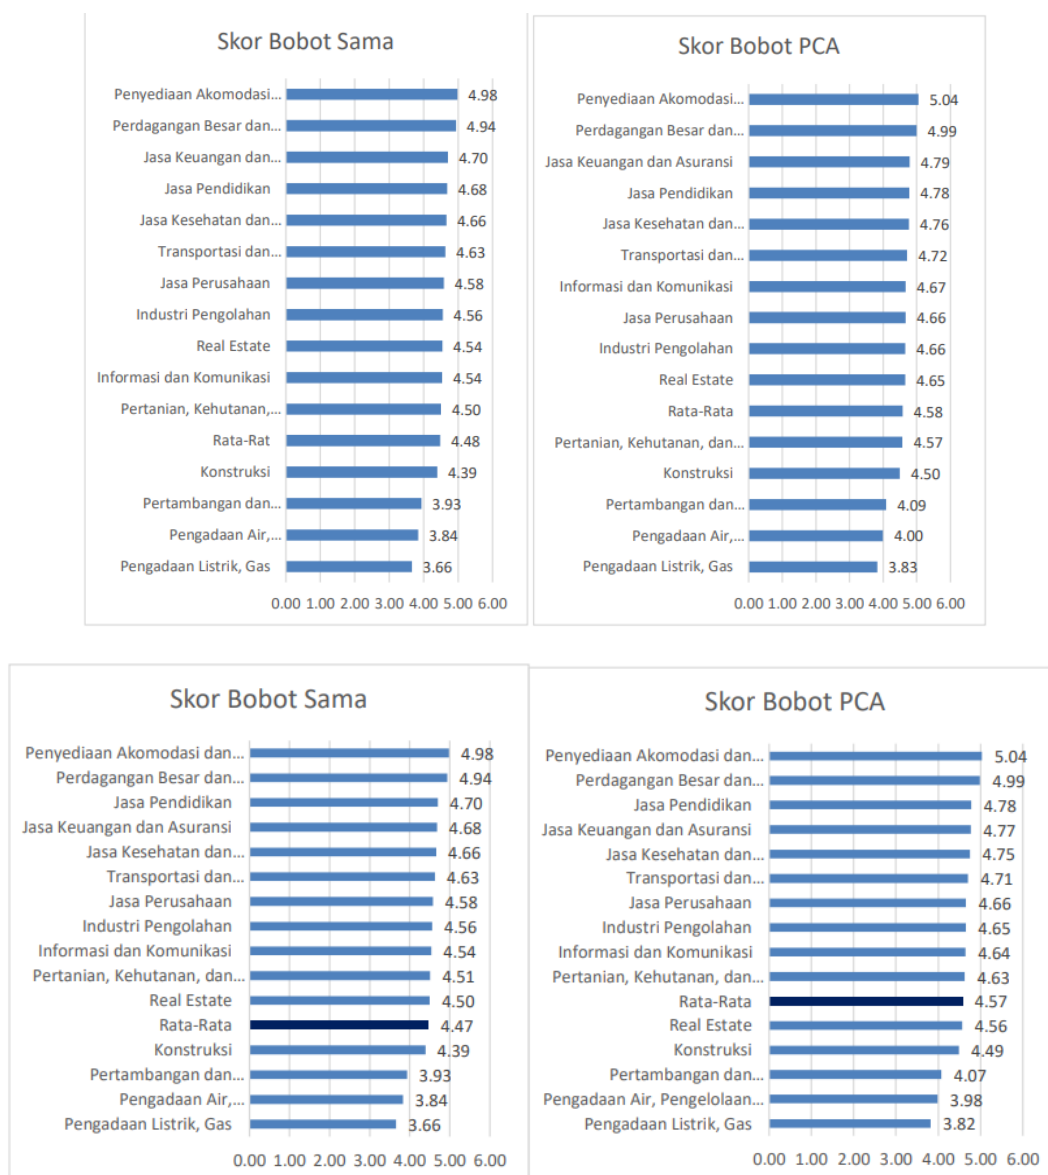 Skor Bobot Sama
Penyediaan Akomodasi... 4.98
Perdagangan Besar dan... 4.94
Jasa Keuangan dan... 4.70
Jasa Pendidikan 4.68
Jasa Kesehatan dan... 4.66
Transportasi dan... 4.63
Jasa Perusahaan 4.58
Industri Pengolahan 4.56
Real Estate 4.54
Informasi dan Komunikasi 4.54
Pertanian, Kehutanan,... 4.50
Rata-Rat 4.48
Konstruksi 4.39
Pertambangan dan... 3.93
Pengadaan Air,... 3.84
Pengadaan Listrik, Gas 3.66
0.00 1.00 2.00 3.00 4.00 5.00 6.00
Skor Bobot PCA
Penyediaan Akomodasi... 5.04
Perdagangan Besar dan... 4.99
Jasa Keuangan dan Asuransi 4.79
Jasa Pendidikan 4.78
Jasa Kesehatan dan... 4.76
Transportasi dan... 4.72
Informasi dan Komunikasi 4.67
Jasa Perusahaan 4.66
Industri Pengolahan 4.66
Real Estate 4.65
Rata-Rata 4.58
Pertanian, Kehutanan, dan... 4.57
Konstruksi 4.50
Pertambangan dan... 4.09
Pengadaan Air,... 4.00
Pengadaan Listrik, Gas 3.83
0.00 1.00 2.00 3.00 4.00 5.00 6.00
Skor Bobot Sama
Penyediaan Akomodasi dan... 4.98
Perdagangan Besar dan... 4.94
Jasa Pendidikan 4.70
Jasa Keuangan dan Asuransi 4.68
Jasa Kesehatan dan... 4.66
Transportasi dan... 4.63
Jasa Perusahaan 4.58
Industri Pengolahan 4.56
Informasi dan Komunikasi 4.54
Pertanian, Kehutanan, dan... 4.51
Real Estate 4.50
Rata-Rata 4.47
Konstruksi 4.39
Pertambangan dan... 3.93
Pengadaan Air,... 3.84
Pengadaan Listrik, Gas 3.66
0.00 1.00 2.00 3.00 4.00 5.00 6.00
Skor Bobot PCA
Penyediaan Akomodasi dan... 5.04
Perdagangan Besar dan... 4.99
Jasa Pendidikan 4.78
Jasa Keuangan dan Asuransi 4.77
Jasa Kesehatan dan... 4.75
Transportasi dan... 4.71
Jasa Perusahaan 4.66
Industri Pengolahan 4.65
Informasi dan Komunikasi 4.64
Pertanian, Kehutanan, dan... 4.63
Rata-Rata 4.57
Real Estate 4.56
Konstruksi 4.49
Pertambangan dan... 4.07
Pengadaan Air, Pengelolaan... 3.98
Pengadaan Listrik, Gas 3.82
0.00 1.00 2.00 3.00 4.00 5.00 6.00